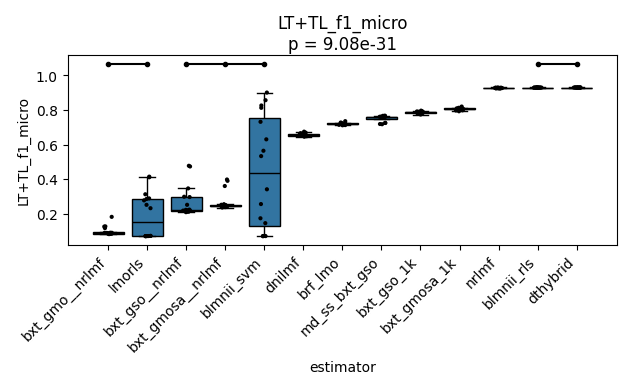 LT+TL_f1_micro
p = 9.08e-31
LT+TL_f1_micro
1.0
0.8
0.6
0.4
0.2
bxt_gmo__nrlmf
lmorls
bxt_gso__nrlmf
bxt_gmosa__nrlmf
blmnii_svm
dnilmf
brf_lmo
md_ss_bxt_gso
bxt_gso_1k
bxt_gmosa_1k
nrlmf
blmnii_rls
dthybrid
estimator